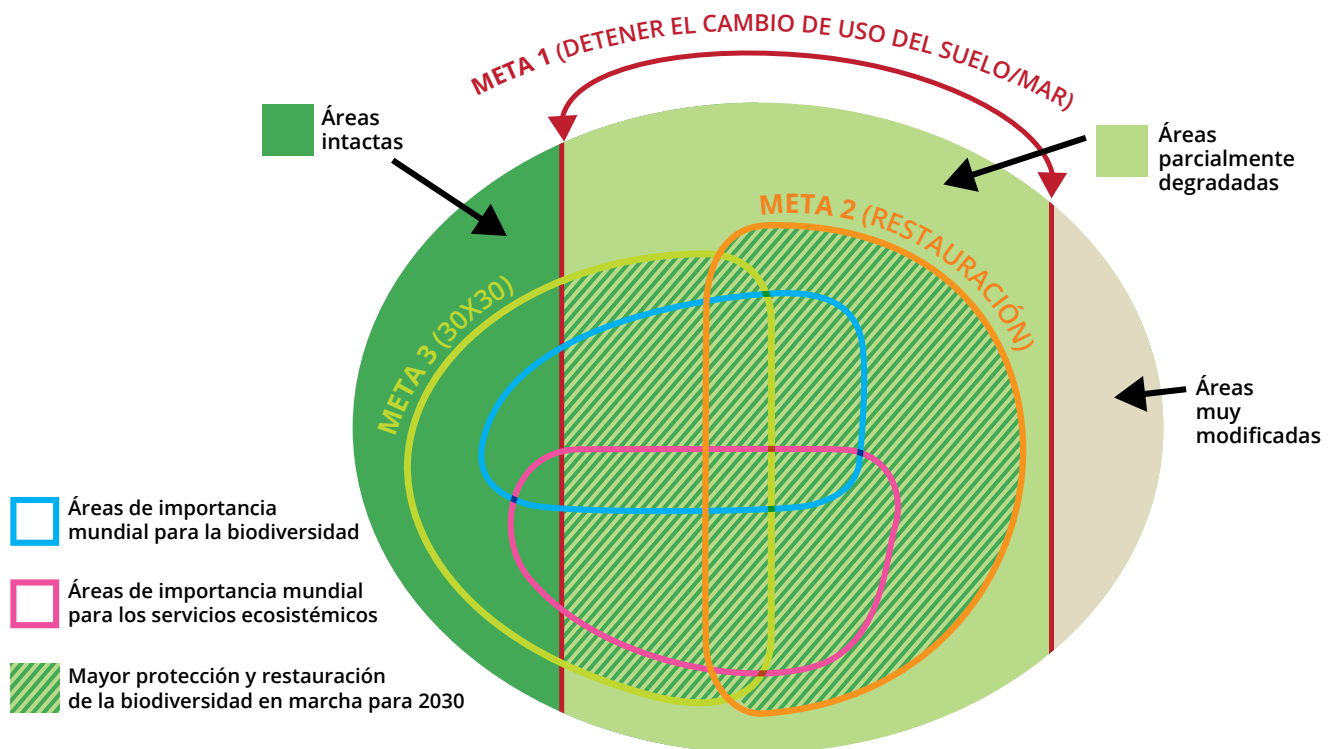 META 1 (DETENER EL CAMBIO DE USO DEL SUELO/MAR)
Áreas
intactas
Áreas
parcialmente
degradadas
META 2 (RESTAURACIÓN)
META 3 (30X30)
Áreas
muy
modificadas
Áreas de importancia
mundial para la biodiversidad
Áreas de importancia mundial
para los servicios ecosistémicos
Mayor protección y restauración
de la biodiversidad en marcha para 2030